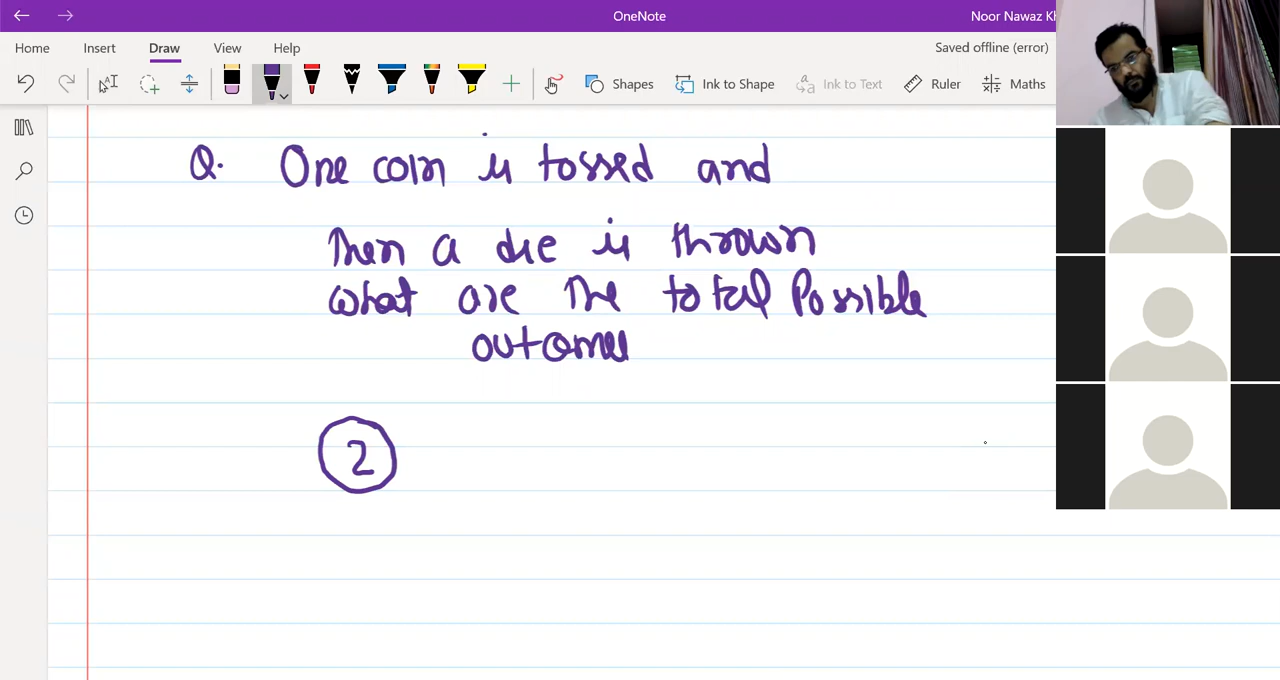 OneNote
Noor Nawaz Kh
Home Insert Draw View Help
Saved offline (error)
Shapes Ink to Shape Ink to Text Ruler Maths
Q. One coin is tossed and
Then a die is thrown
what are the total Possible
outcomes
2